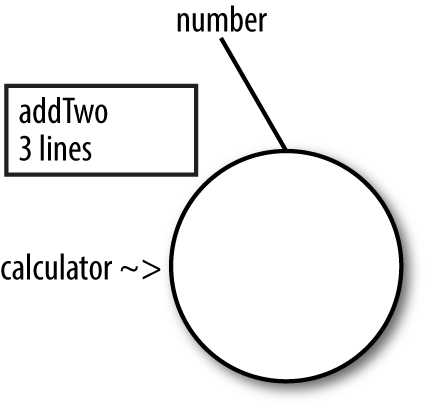 number
addTwo
3 lines
calculator ~>